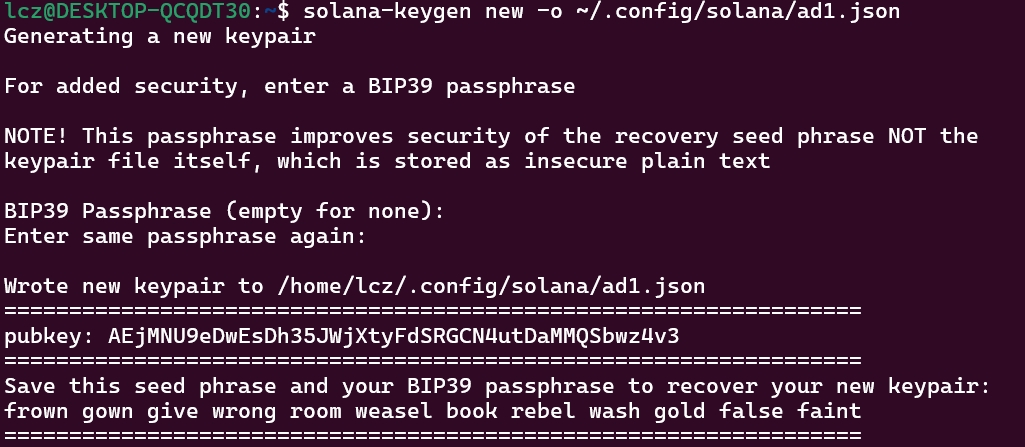 lcz@DESKTOP-QCQDT30:~$ solana-keygen new -o ~/.config/solana/ad1.json
Generating a new keypair
For added security, enter a BIP39 passphrase
NOTE! This passphrase improves security of the recovery seed phrase NOT the
keypair file itself, which is stored as insecure plain text
BIP39 Passphrase (empty for none):
Enter same passphrase again:
Wrote new keypair to /home/lcz/.config/solana/ad1.json
==================================================================
pubkey: AEjMNU9eDwEsDh35JWjXtyFdSRGCN4utDaMMQSbwz4v3
==================================================================
Save this seed phrase and your BIP39 passphrase to recover your new keypair:
frown gown give wrong room weasel book rebel wash gold false faint
==================================================================